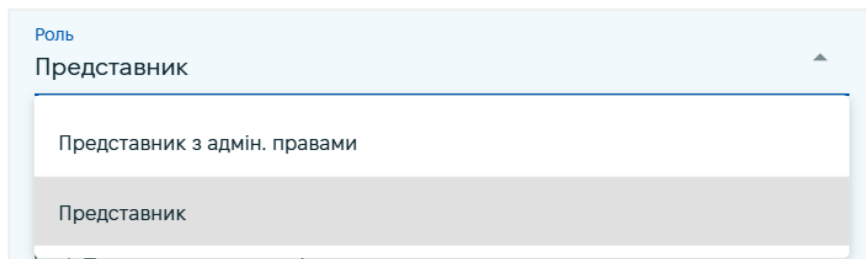 Роль
Представник
Представник з адмін. правами
Представник